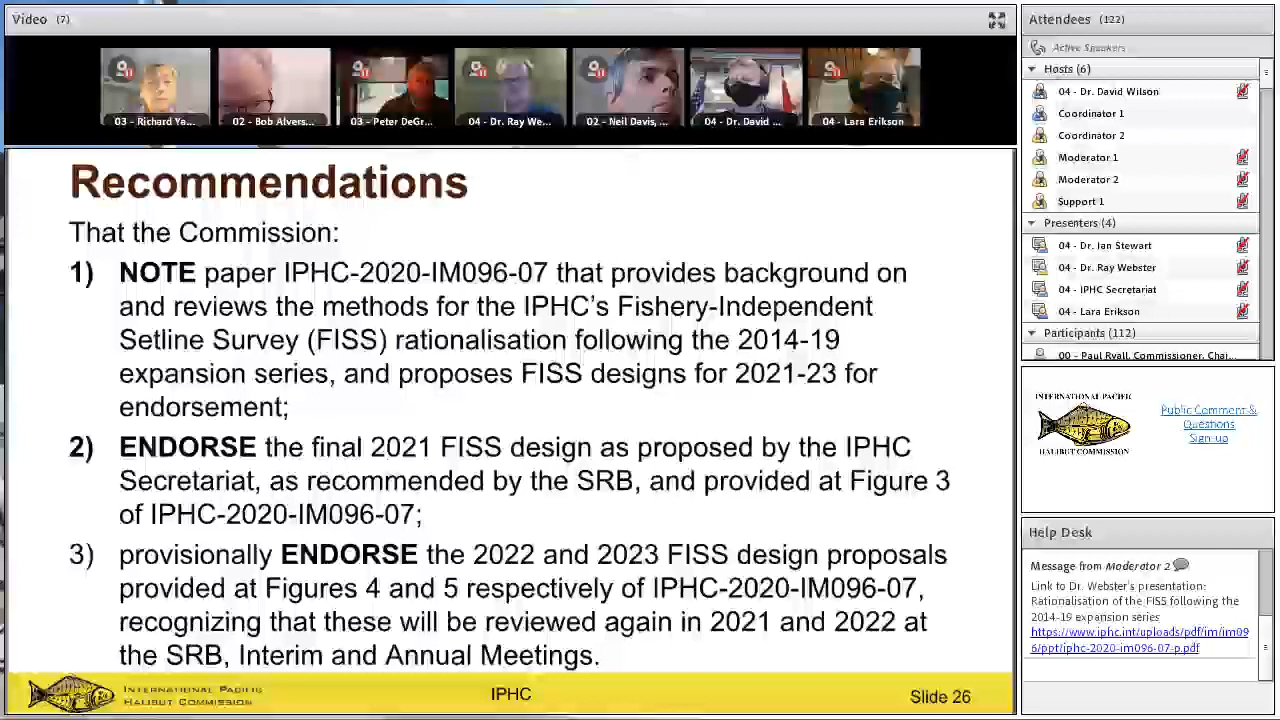 Video (7)
03 - Richard Ya...
02 - Bob Alvers...
03 - Peter DeGr...
04 - Dr. Ray We...
02 - Neil Davis, ...
04 - Dr. David ...
04 - Lara Erikson
Recommendations
That the Commission:
1) NOTE paper IPHC-2020-IM096-07 that provides background on
and reviews the methods for the IPHC's Fishery-Independent
Setline Survey (FISS) rationalisation following the 2014-19
expansion series, and proposes FISS designs for 2021-23 for
endorsement;
2) ENDORSE the final 2021 FISS design as proposed by the IPHC
Secretariat, as recommended by the SRB, and provided at Figure 3
of IPHC-2020-IM096-07;
3) provisionally ENDORSE the 2022 and 2023 FISS design proposals
provided at Figures 4 and 5 respectively of IPHC-2020-IM096-07,
recognizing that these will be reviewed again in 2021 and 2022 at
the SRB, Interim and Annual Meetings.
INTERNATIONAL PACIFIC
HALIBUT COMMISSION
IPHC
Slide 26
Attendees (122)
Active Speakers
Hosts (6)
04 - Dr. David Wilson
Coordinator 1
Coordinator 2
Moderator 1
Moderator 2
Support 1
Presenters (4)
04 - Dr. Ian Stewart
04 - Dr. Ray Webster
04 - IPHC Secretariat
04 - Lara Erikson
Participants (112)
00 - Paul Ryall, Commissioner, Chai...
INTERNATIONAL PACIFIC
HALIBUT COMMISSION
Public Comment &
Questions
Sign-up
Help Desk
Message from Moderator 2
Link to Dr. Webster's presentation:
Rationalisation of the FISS following the
2014-19 expansion series
https://www.iphc.int/uploads/pdf/im/im09
6/ppt/iphc-2020-im096-07-p.pdf